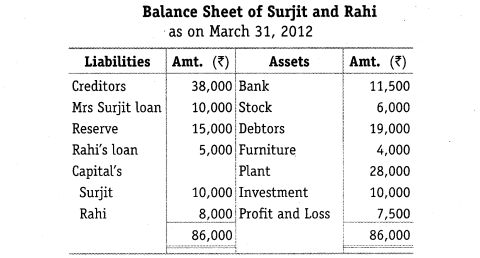 Balance Sheet of Surjit and Rahi
as on March 31, 2012
Liabilities Amt. (₹) Assets Amt. (₹)
Creditors 38,000 Bank 11,500
Mrs Surjit loan 10,000 Stock 6,000
Reserve 15,000 Debtors 19,000
Rahi's loan 5,000 Furniture 4,000
Capital's Plant 28,000
Surjit 10,000 Investment 10,000
Rahi 8,000 Profit and Loss 7,500
86,000 86,000